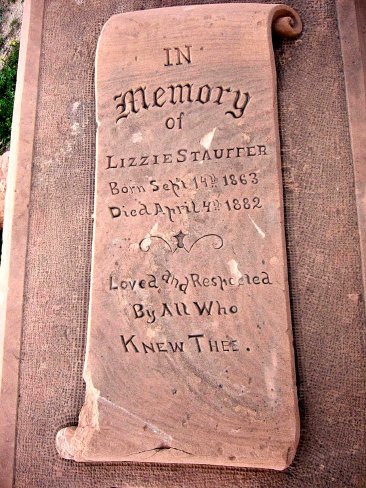 IN
Memory
of
LIZZIE STAUFFER
Born Sept 14th 1863
Died April 4th 1882
Loved and Respected
By All Who
KNEW THEE.